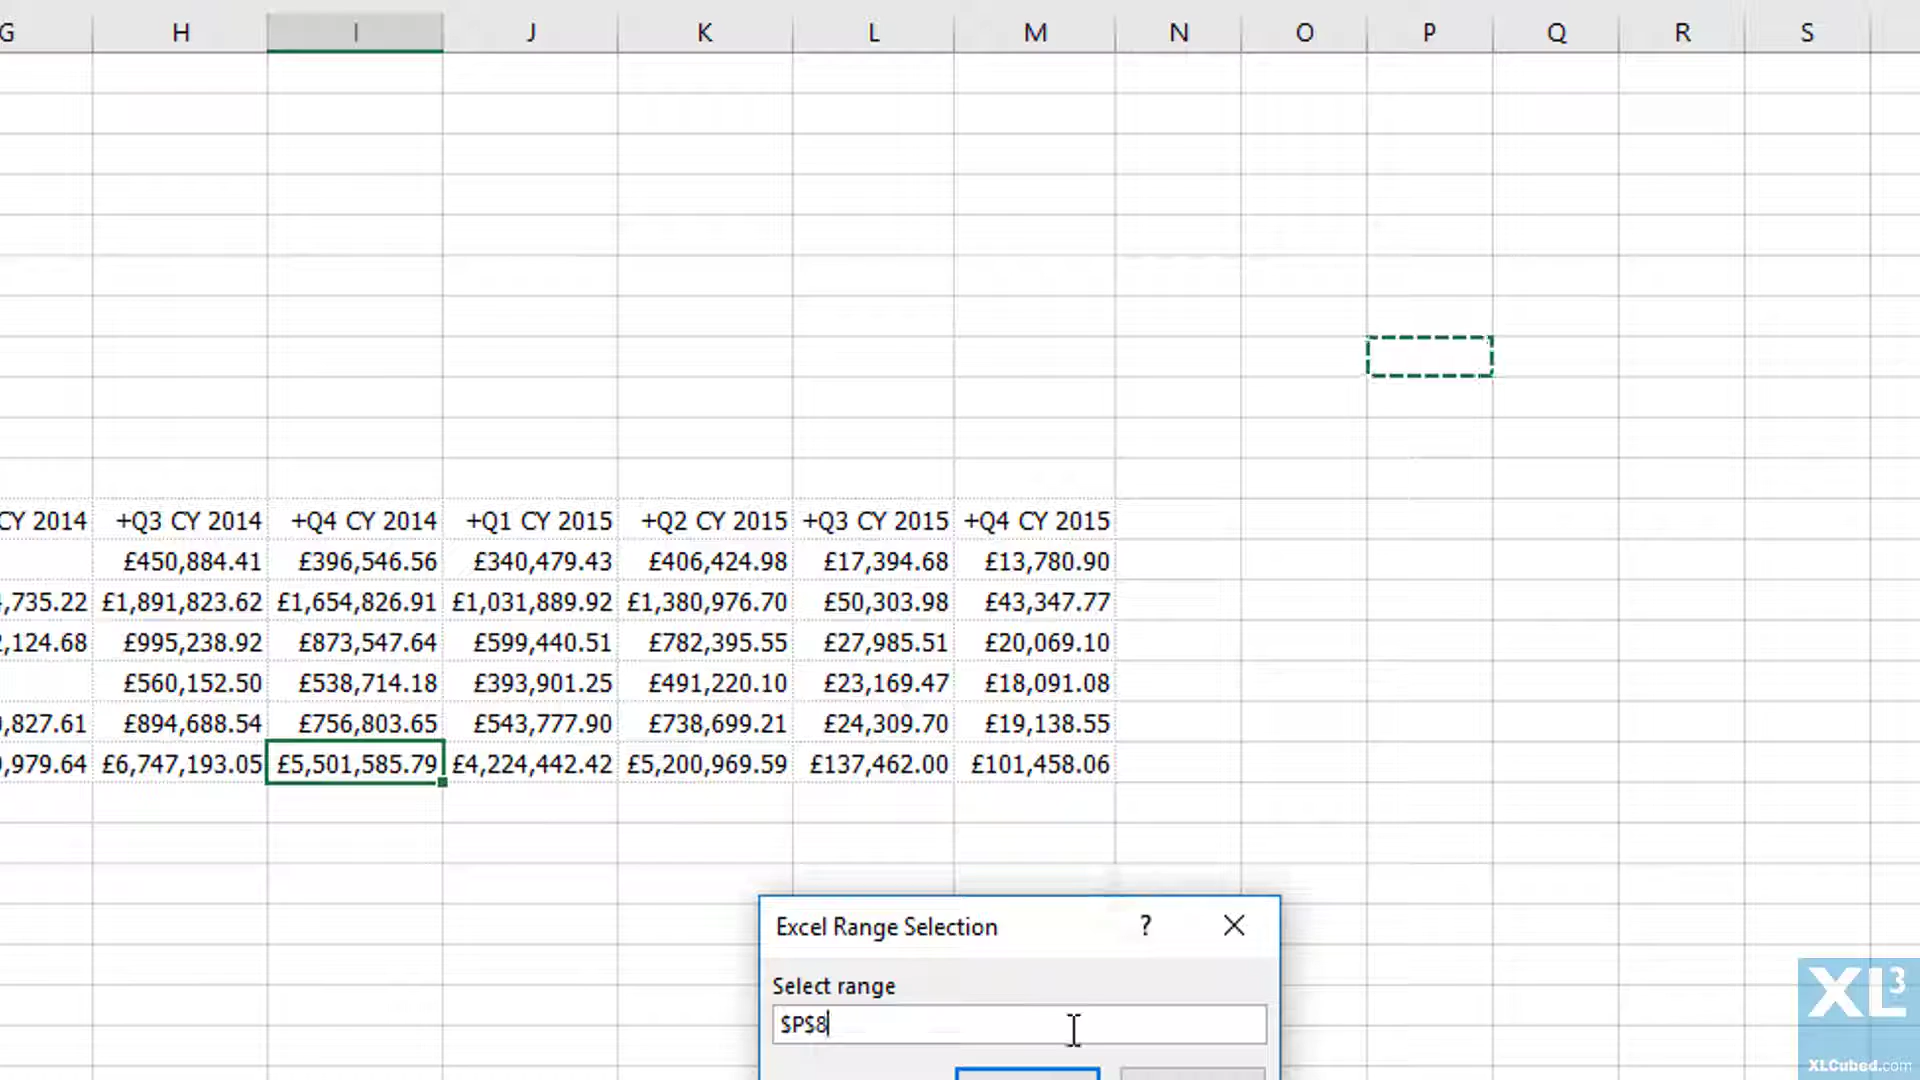 G H I J K L M N O P Q R S
CY 2014 +Q3 CY 2014 +Q4 CY 2014 +Q1 CY 2015 +Q2 CY 2015 +Q3 CY 2015 +Q4 CY 2015
£450,884.41 £396,546.56 £340,479.43 £406,424.98 £17,394.68 £13,780.90
,735.22 £1,891,823.62 £1,654,826.91 £1,031,889.92 £1,380,976.70 £50,303.98 £43,347.77
,124.68 £995,238.92 £873,547.64 £599,440.51 £782,395.55 £27,985.51 £20,069.10
£560,152.50 £538,714.18 £393,901.25 £491,220.10 £23,169.47 £18,091.08
,827.61 £894,688.54 £756,803.65 £543,777.90 £738,699.21 £24,309.70 £19,138.55
,979.64 £6,747,193.05 £5,501,585.79 £4,224,442.42 £5,200,969.59 £137,462.00 £101,458.06
Excel Range Selection ?
Select range
$P$8
XL3
XLCubed.com